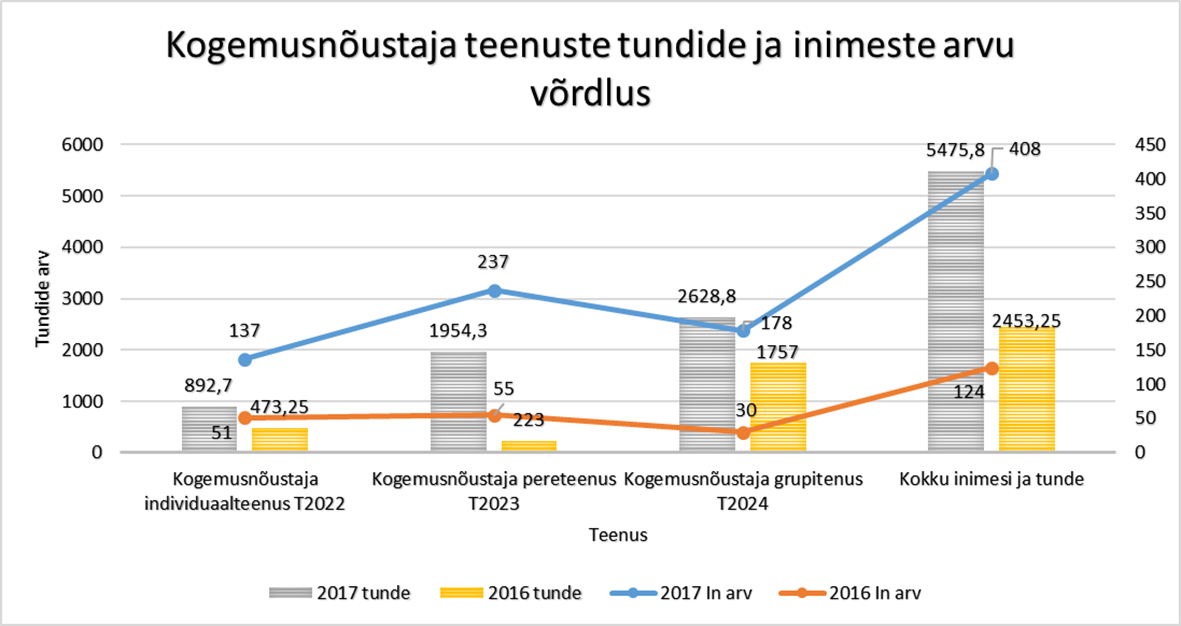 Kogemusnõustaja teenuste tundide ja inimeste arvu
võrdlus
6000
5000
4000
3000
2000
1000
0
Tundide arv
450
400
350
300
250
200
150
100
50
0
892,7
473,25
137
51
1954,3
223
237
55
2628,8
1757
178
30
5475,8
2453,25
408
124
Kogemusnõustaja
individuaalteenus T2022
Kogemusnõustaja pereteenus
T2023
Kogemusnõustaja grupitenus
T2024
Kokku inimesi ja tunde
Teenus
2017 tunde
2016 tunde
2017 In arv
2016 In arv